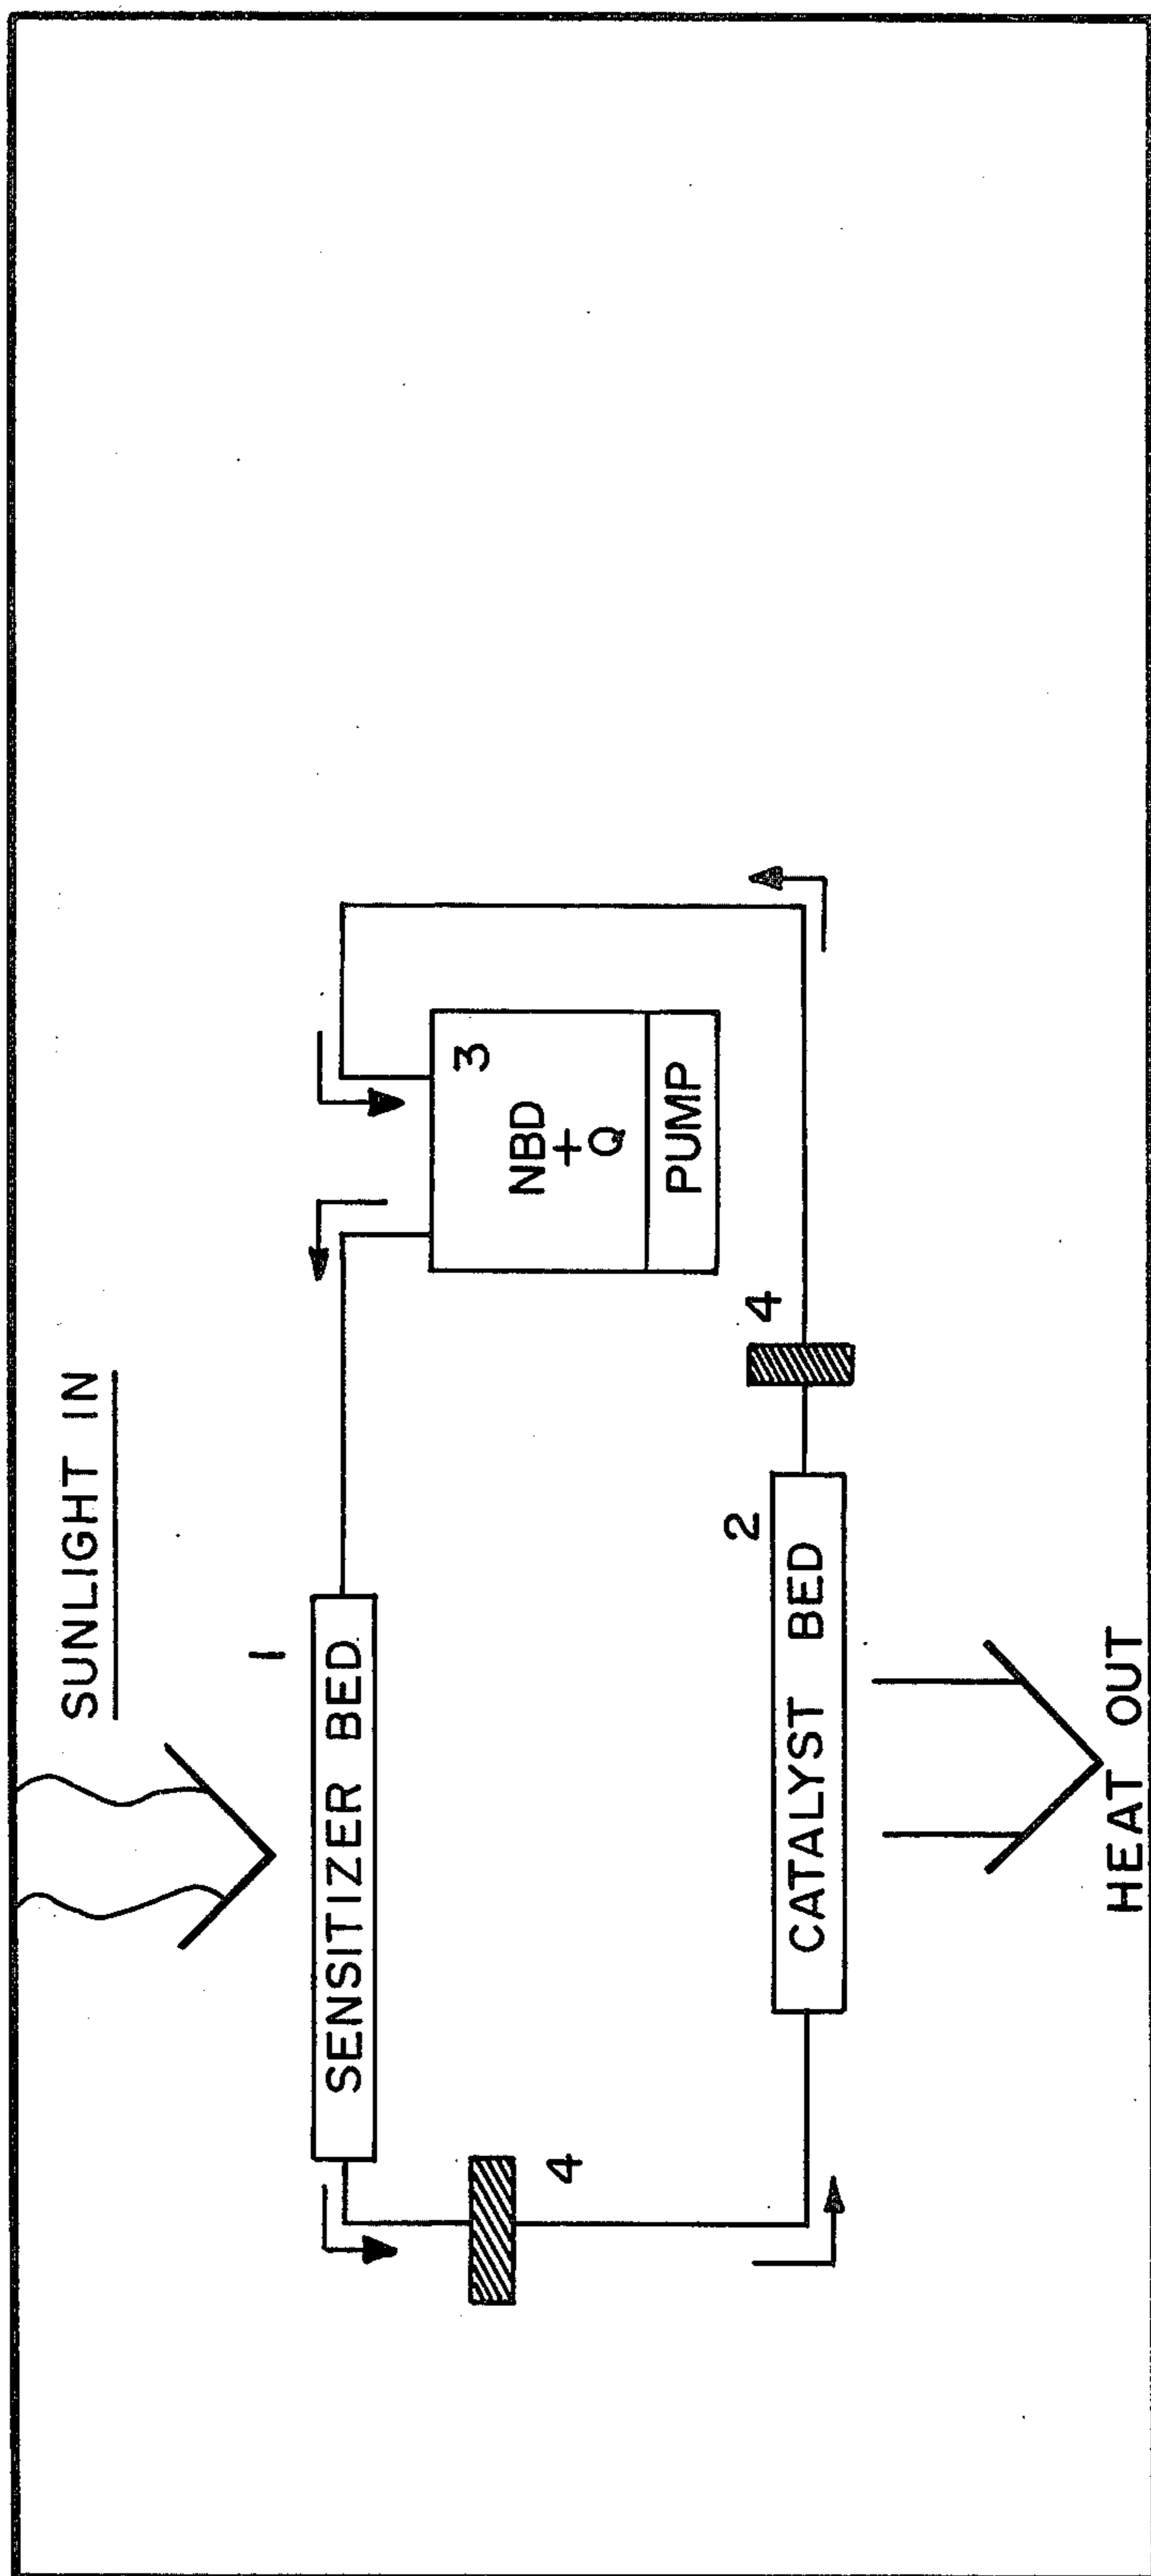 SUNLIGHT IN
1
SENSITIZER BED
4
3
NBD
+
Q
PUMP
4
2
CATALYST BED
HEAT OUT